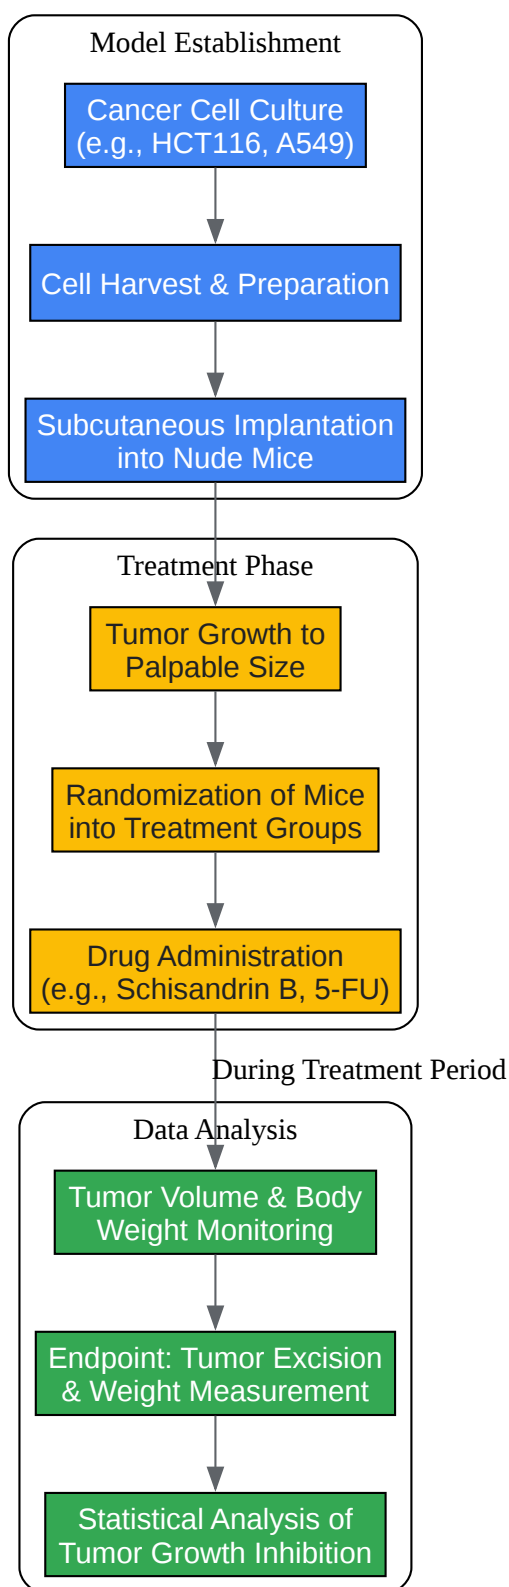 Model Establishment
Cancer Cell Culture
(e.g., HCT116, A549)
Cell Harvest & Preparation
Subcutaneous Implantation
into Nude Mice
Treatment Phase
Tumor Growth to
Palpable Size
Randomization of Mice
into Treatment Groups
Drug Administration
(e.g., Schisandrin B, 5-FU)
During Treatment Period
Data Analysis
Tumor Volume & Body
Weight Monitoring
Endpoint: Tumor Excision
& Weight Measurement
Statistical Analysis of
Tumor Growth Inhibition